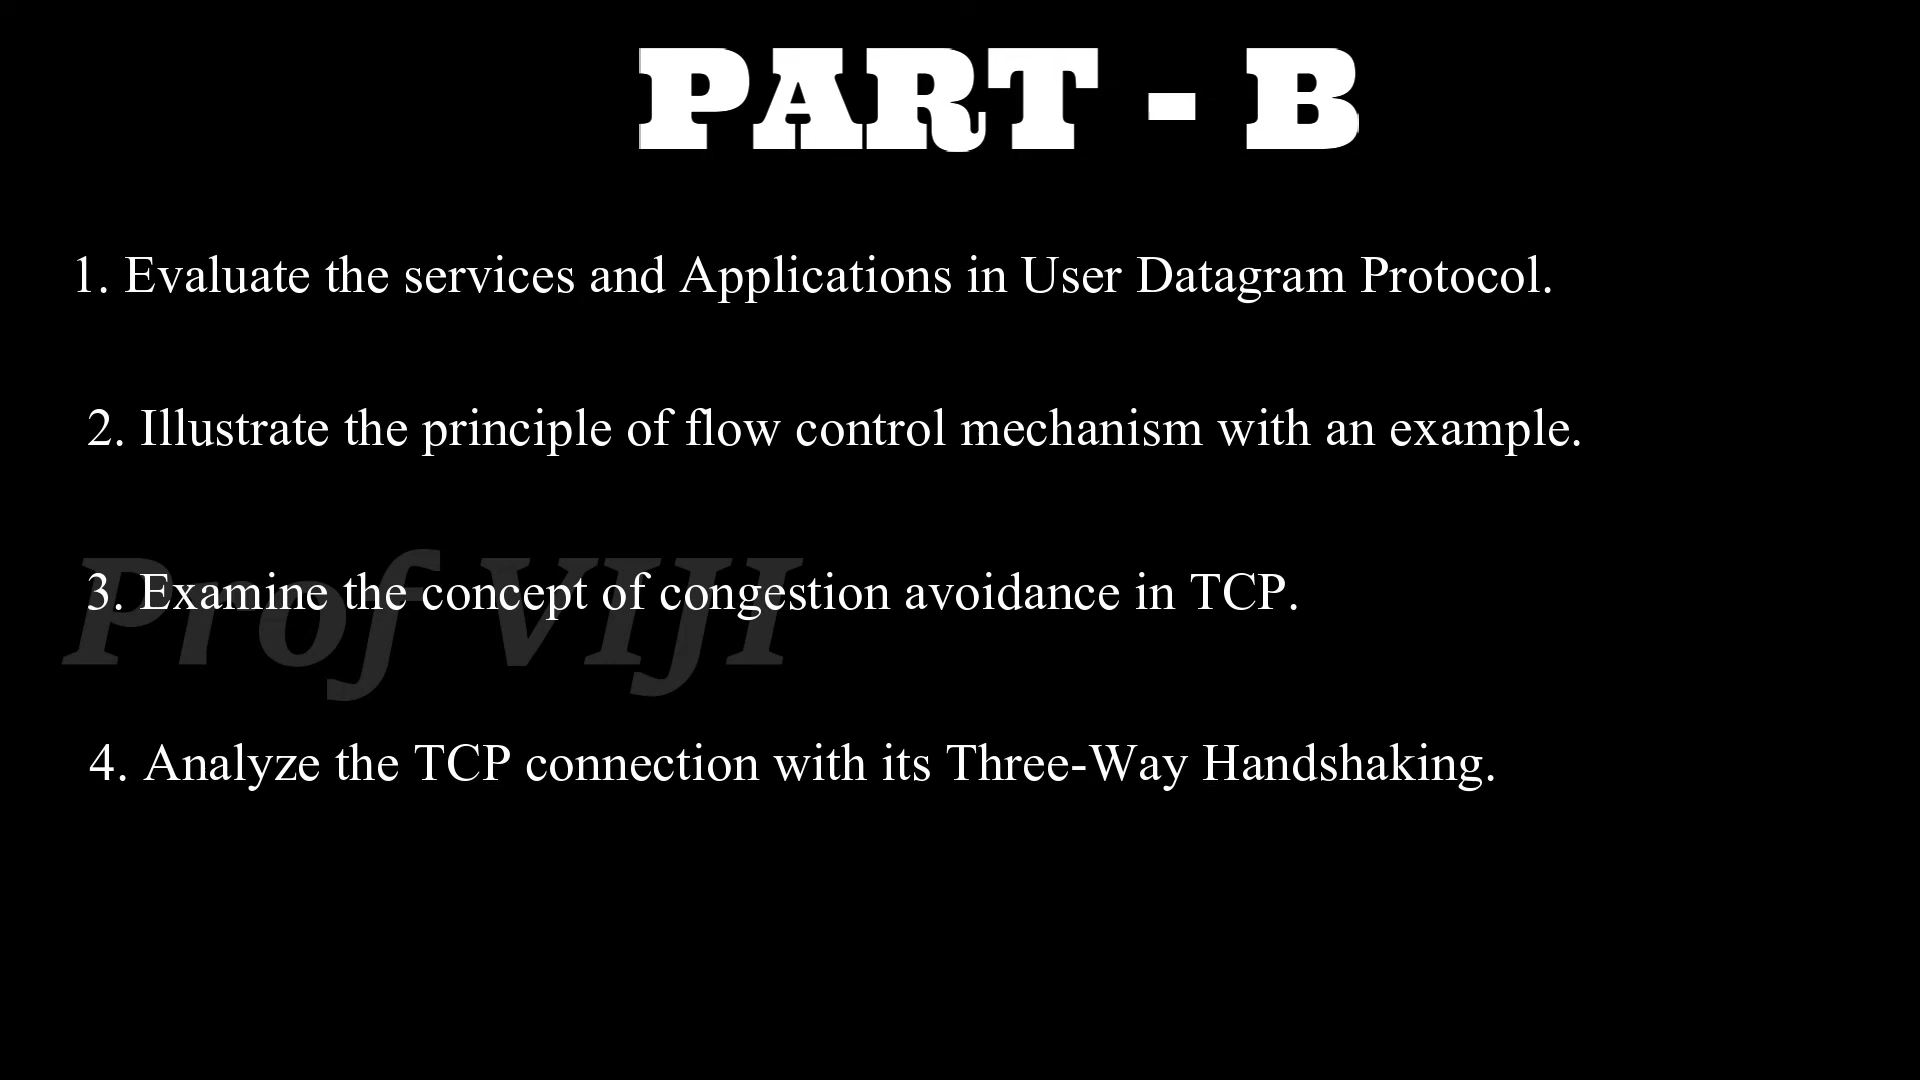 PART - B
1. Evaluate the services and Applications in User Datagram Protocol.
2. Illustrate the principle of flow control mechanism with an example.
3. Examine the concept of congestion avoidance in TCP.
Prof VIJI
4. Analyze the TCP connection with its Three-Way Handshaking.